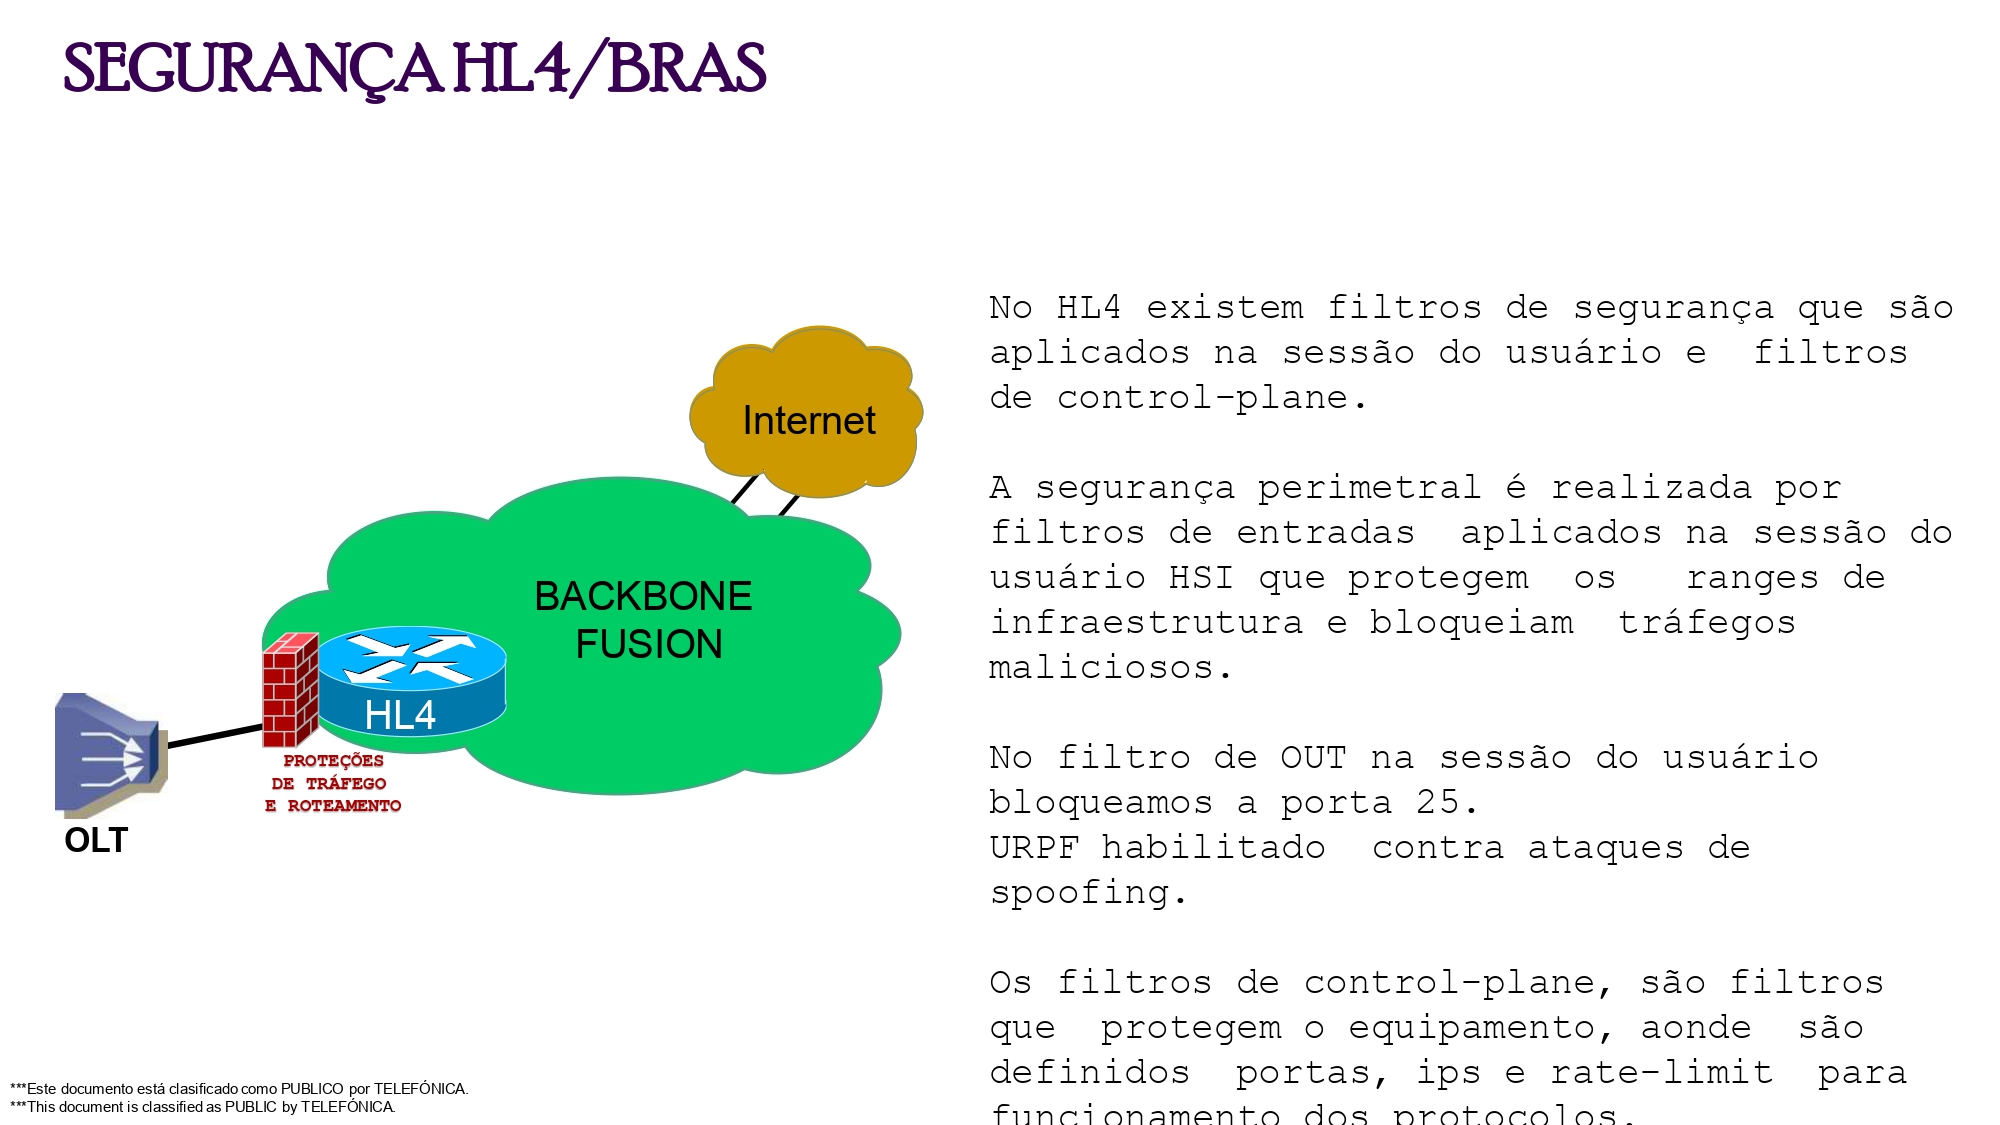 SEGURANÇA HL4/BRAS
No HL4 existem filtros de segurança que são
aplicados na sessão do usuário e filtros
de control-plane.
A segurança perimetral é realizada por
filtros de entradas aplicados na sessão do
usuário HSI que protegem os ranges de
infraestrutura e bloqueiam tráfegos
maliciosos.
No filtro de OUT na sessão do usuário
bloqueamos a porta 25.
URPF habilitado contra ataques de
spoofing.
Os filtros de control-plane, são filtros
que protegem o equipamento, aonde são
definidos portas, ips e rate-limit para
funcionamento dos protocolos.
Internet
BACKBONE
FUSION
HL4
PROTEÇÕES
DE TRÁFEGO
E ROTEAMENTO
OLT
***Este documento está clasificado como PUBLICO por TELEFÓNICA.
***This document is classified as PUBLIC by TELEFÓNICA.